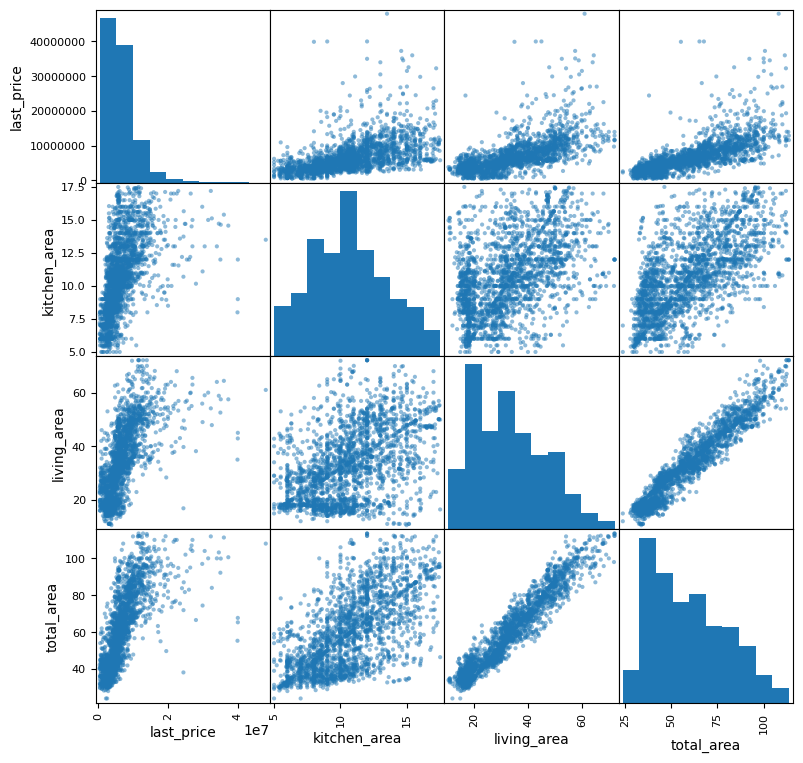 last_price
40000000
30000000
20000000
10000000
0
kitchen_area
17.5
15.0
12.5
10.0
7.5
5.0
living_area
60
40
20
total_area
100
80
60
40
0 2 4 5 10 15 20 40 60 25 50 75 100
1e7
last_price kitchen_area living_area total_area